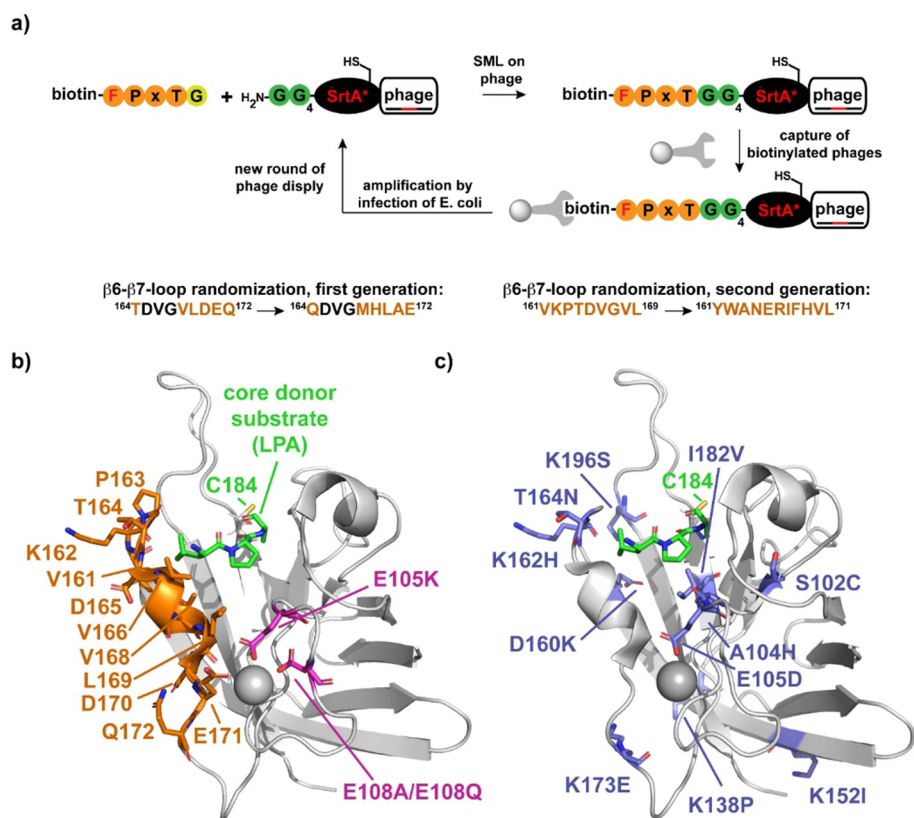 a)
biotin-F P x T G + H2N-G G4-SrtA* phage
HS
SML on
phage
biotin-F P x T G G4-SrtA* phage
HS
new round of
phage disply
amplification by
infection of E. coli
capture of
biotinylated phages
biotin-F P x T G G4-SrtA* phage
HS
β6-β7-loop randomization, first generation:
164TDVGVLDEQ172 → 164QDVGMHLAE172
β6-β7-loop randomization, second generation:
161VKPTDVGVL169 → 161YWANERIFHVL171
b)
core donor
substrate
(LPA)
P163
C184
T164
K162
V161
E105K
D165
V166
V168
L169
D170
Q172
E171
E108A/E108Q
c)
I182V
K196S
C184
T164N
K162H
S102C
D160K
A104H
E105D
K173E
K138P
K152I